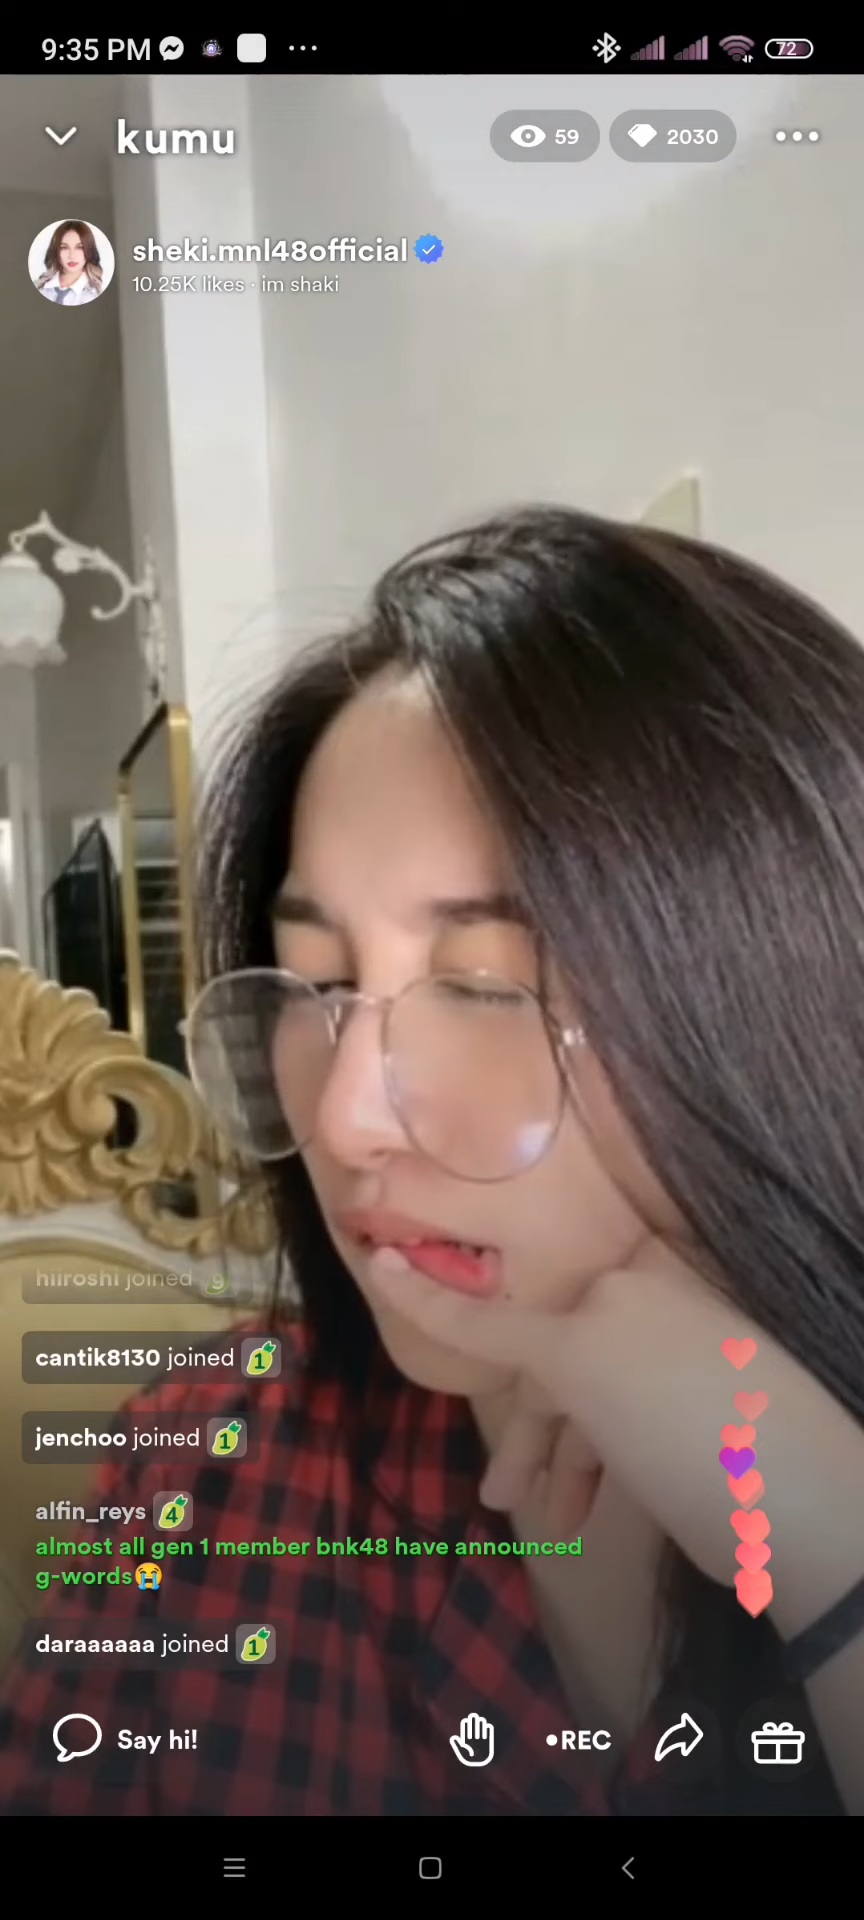 9:35 PM
72
kumu
59
2030
sheki.mnl48official
10.25K likes · im shaki
hiiroshi joined 9
cantik8130 joined 1
jenchoo joined 1
alfin_reys 4
almost all gen 1 member bnk48 have announced
g-words😭
daraaaaaa joined 1
Say hi!
•REC